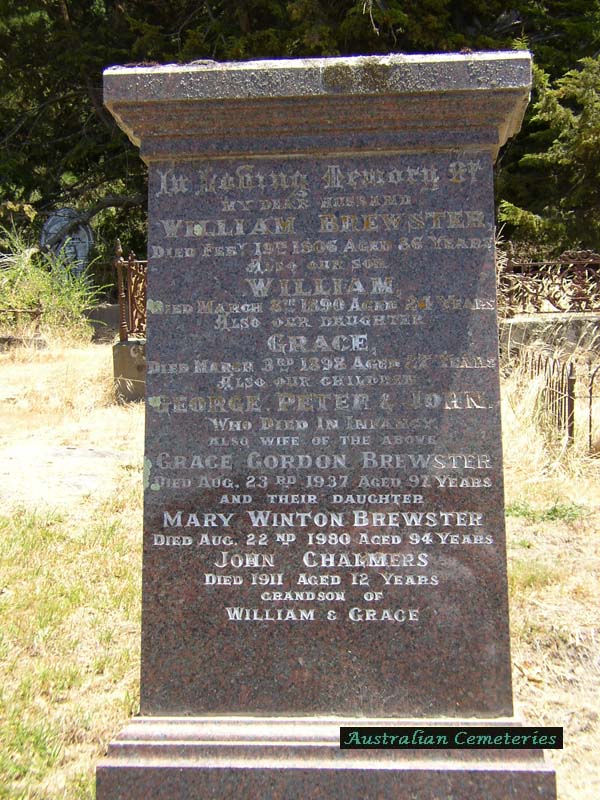 In Loving Memory Of
MY DEAR HUSBAND
WILLIAM BREWSTER
DIED FEBY 19TH 1906 AGED 86 YEARS
ALSO OUR SON
WILLIAM,
DIED MARCH 8TH 1890 AGED 24 YEARS
ALSO OUR DAUGHTER
GRACE,
DIED MARCH 3RD 1898 AGED YEARS
ALSO OUR CHILDREN
GEORGE, PETER & JOHN.
WHO DIED IN INFANCY.
ALSO WIFE OF THE ABOVE
GRACE GORDON BREWSTER
DIED AUG. 23RD 1937 AGED 97 YEARS
AND THEIR DAUGHTER
MARY WINTON BREWSTER
DIED AUG. 22ND 1980 AGED 94 YEARS
JOHN CHALMERS
DIED 1911 AGED 12 YEARS
GRANDSON OF
WILLIAM & GRACE
Australian Cemeteries